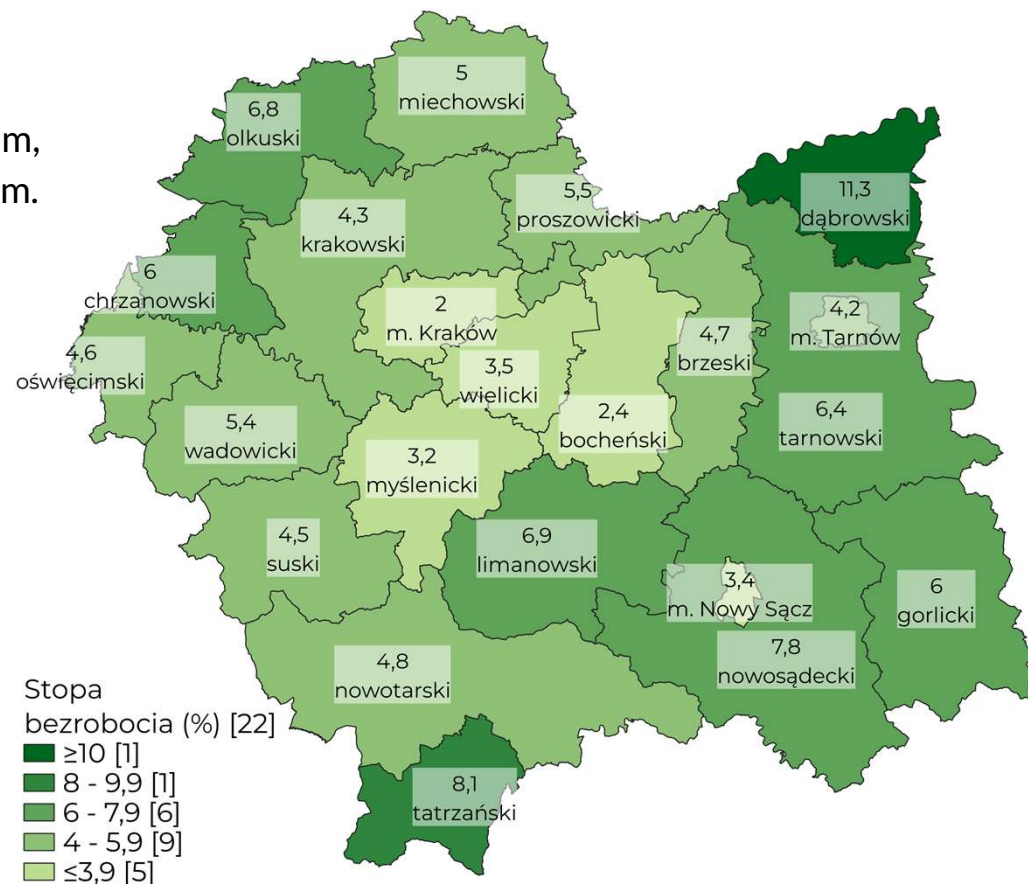 m,
m.
5
miechowski
6,8
olkuski
5,5
proszowicki
11,3
dąbrowski
4,3
krakowski
6
chrzanowski
2
m. Kraków
4,2
m. Tarnów
4,7
brzeski
4,6
oświęcimski
3,5
wielicki
2,4
bocheński
6,4
tarnowski
5,4
wadowicki
3,2
myślenicki
4,5
suski
6,9
limanowski
3,4
m. Nowy Sącz
6
gorlicki
7,8
nowosądecki
4,8
nowotarski
8,1
tatrzański
Stopa
bezrobocia (%) [22]
≥10 [1]
8 - 9,9 [1]
6 - 7,9 [6]
4 - 5,9 [9]
≤3,9 [5]